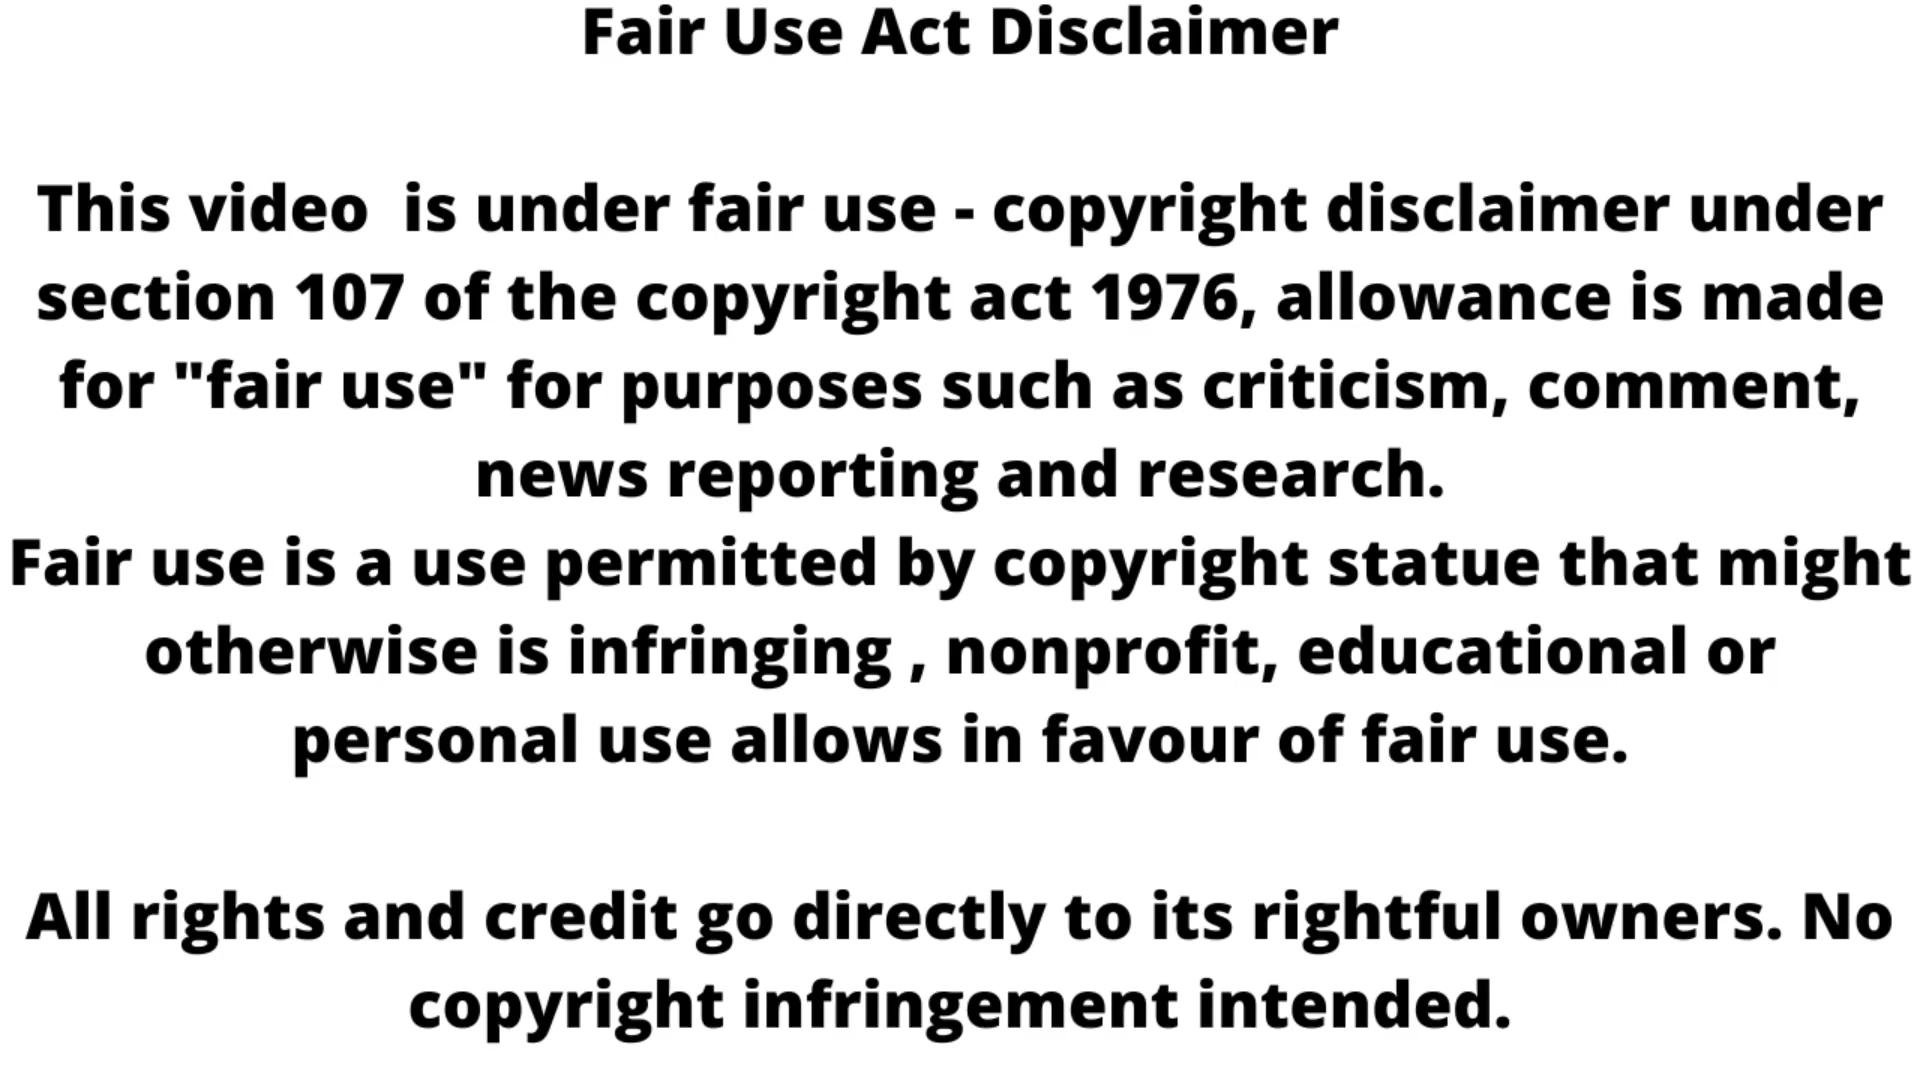 Fair Use Act Disclaimer
This video  is under fair use - copyright disclaimer under
section 107 of the copyright act 1976, allowance is made
for "fair use" for purposes such as criticism, comment,
news reporting and research.
Fair use is a use permitted by copyright statue that might
otherwise is infringing , nonprofit, educational or
personal use allows in favour of fair use.
All rights and credit go directly to its rightful owners. No
copyright infringement intended.